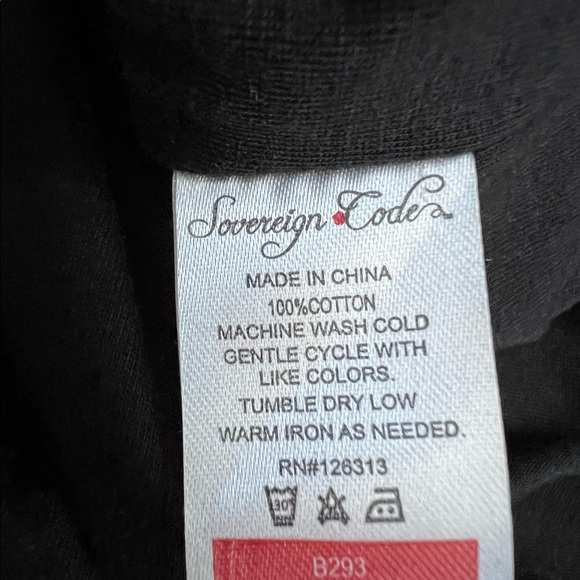 Sovereign Code
MADE IN CHINA
100%COTTON
MACHINE WASH COLD
GENTLE CYCLE WITH
LIKE COLORS.
TUMBLE DRY LOW
WARM IRON AS NEEDED.
RN#126313
30°
B293